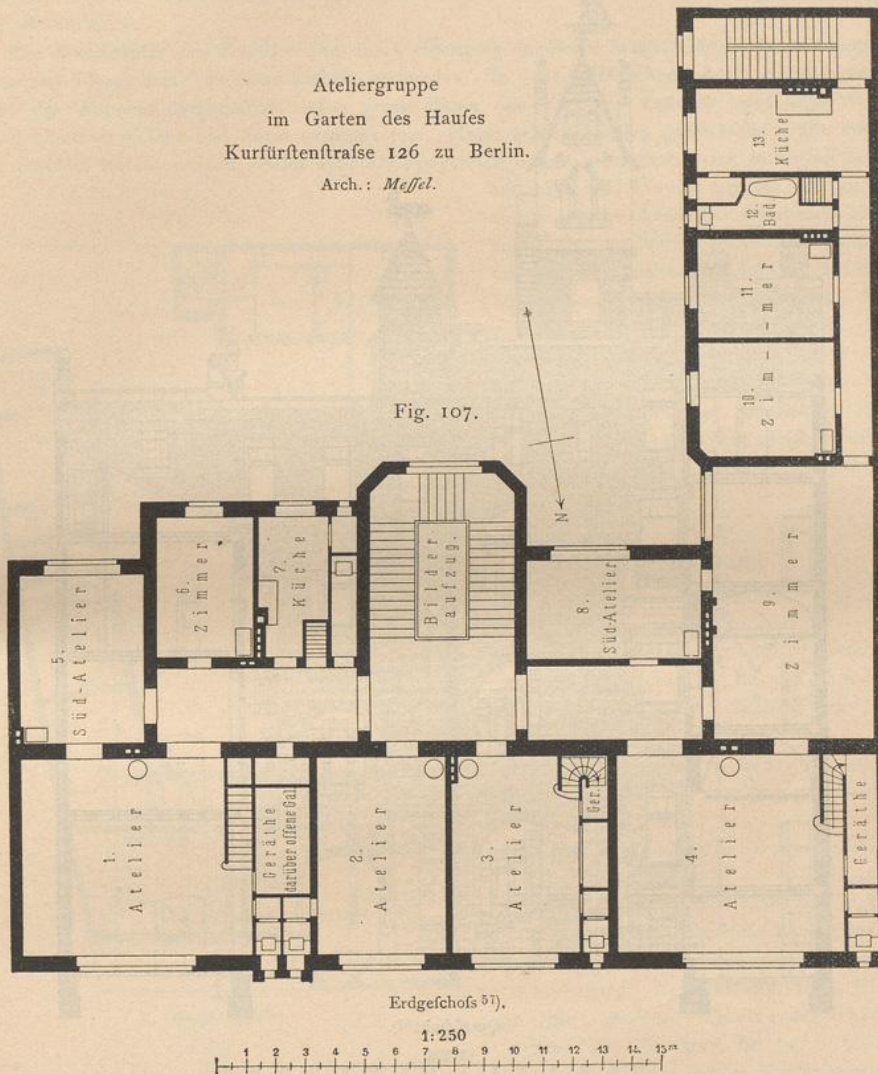 Ateliergruppe
im Garten des Hauſes
Kurfürſtenſtraſse 126 zu Berlin.
Arch.: Meſſel.
13.
Küche
12.
Bad
11.
10.
Zim--mer
Fig. 107.
N
5.
Süd-Atelier
6.
Zimmer
7.
Küche
Bilder
aufzug.
8.
Süd-Atelier
9.
Zimmer
1.
Atelier
Geräthe
darüber offene Gal.
2.
Atelier
3.
Atelier
Ger.
4.
Atelier
Geräthe
Erdgeſchoſs 57).
1:250
1 2 3 4 5 6 7 8 9 10 11 12 13 14 15m